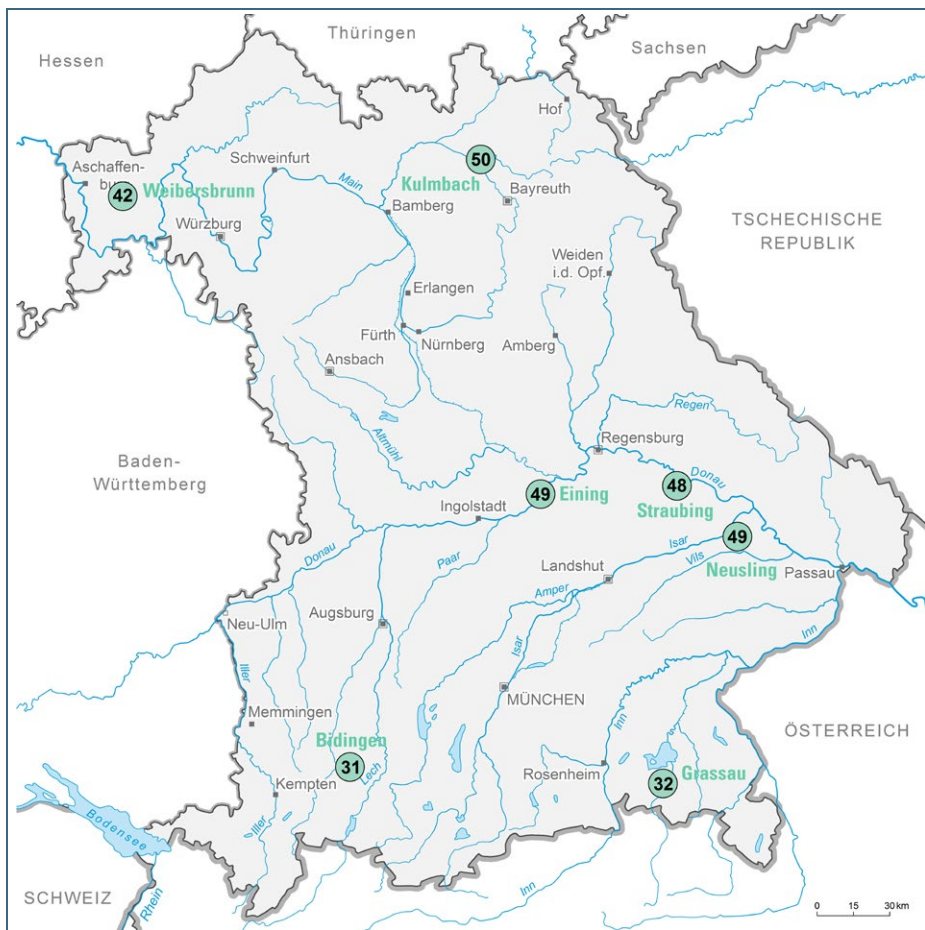 Thüringen
Hessen
Sachsen
Hof
50
Kulmbach
Schweinfurt
Aschaffen-
bu
42
Weibersbrunn
Main
Bayreuth
Bamberg
Würzburg
TSCHECHISCHE
REPUBLIK
Weiden
i.d. Opf.
Erlangen
Fürth
Nürnberg
Amberg
Ansbach
Regen
Altmühl
Regensburg
Baden-
Württemberg
Donau
48
Straubing
49
Eining
Ingolstadt
Isar
49
Neusling
Donau
Paar
Vils
Landshut
Passau
Amper
Augsburg
Neu-Ulm
Isar
Inn
Iller
MÜNCHEN
Inn
Memmingen
ÖSTERREICH
Bidingen
31
Lech
Rosenheim
Grassau
32
Kempten
Iller
Bodensee
SCHWEIZ
Rhein
Inn
0 15 30 km